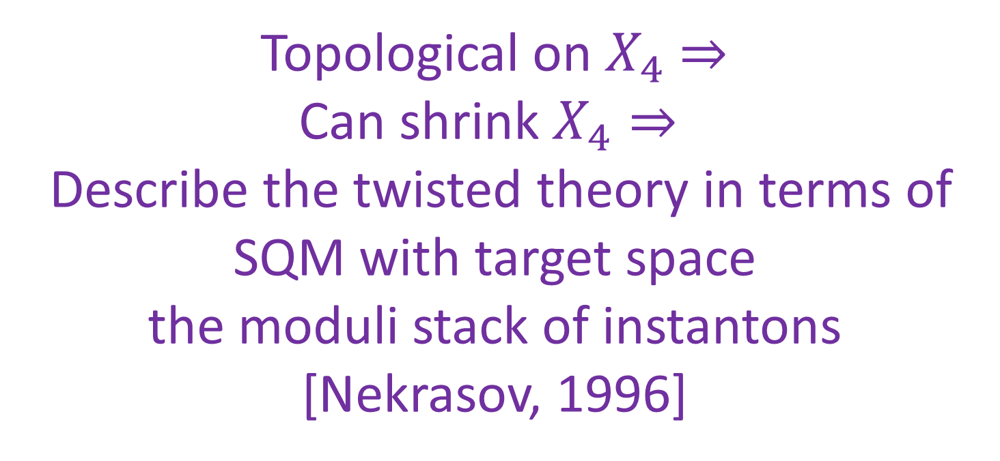 Topological on 𝑋₄ ⇒
Can shrink 𝑋₄ ⇒
Describe the twisted theory in terms of
SQM with target space
the moduli stack of instantons
[Nekrasov, 1996]